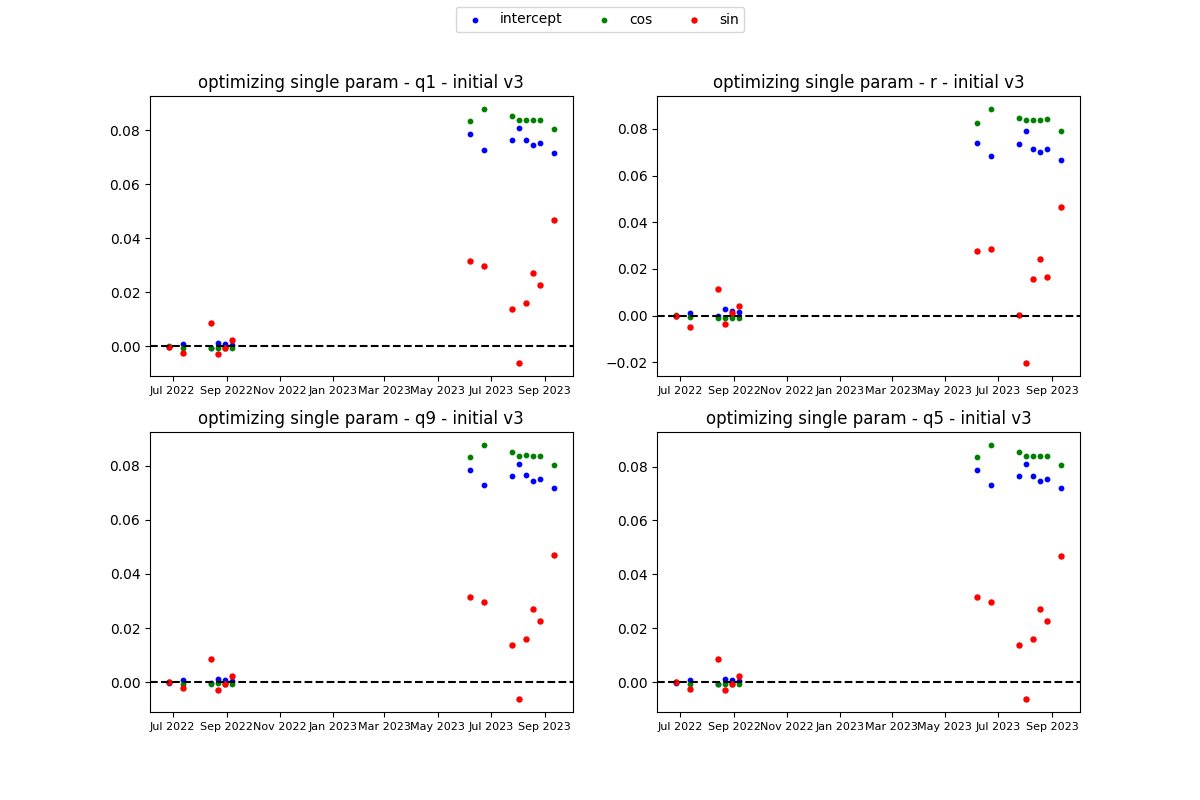 intercept cos sin
optimizing single param - q1 - initial v3
0.08
0.06
0.04
0.02
0.00
Jul 2022 Sep 2022 Nov 2022 Jan 2023 Mar 2023 May 2023 Jul 2023 Sep 2023
optimizing single param - r - initial v3
0.08
0.06
0.04
0.02
0.00
−0.02
Jul 2022 Sep 2022 Nov 2022 Jan 2023 Mar 2023 May 2023 Jul 2023 Sep 2023
optimizing single param - q9 - initial v3
0.08
0.06
0.04
0.02
0.00
Jul 2022 Sep 2022 Nov 2022 Jan 2023 Mar 2023 May 2023 Jul 2023 Sep 2023
optimizing single param - q5 - initial v3
0.08
0.06
0.04
0.02
0.00
Jul 2022 Sep 2022 Nov 2022 Jan 2023 Mar 2023 May 2023 Jul 2023 Sep 2023